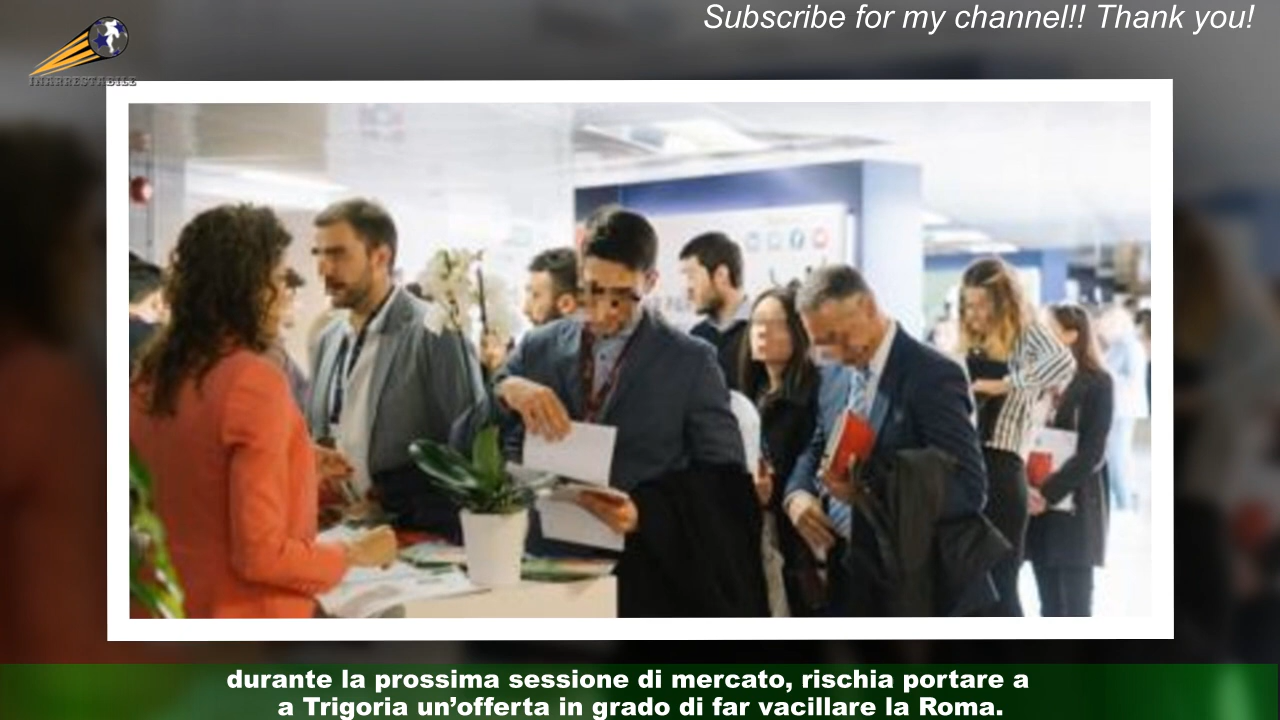 Subscribe for my channel!! Thank you!
INARRESTABILE
durante la prossima sessione di mercato, rischia portare a
a Trigoria un’offerta in grado di far vacillare la Roma.